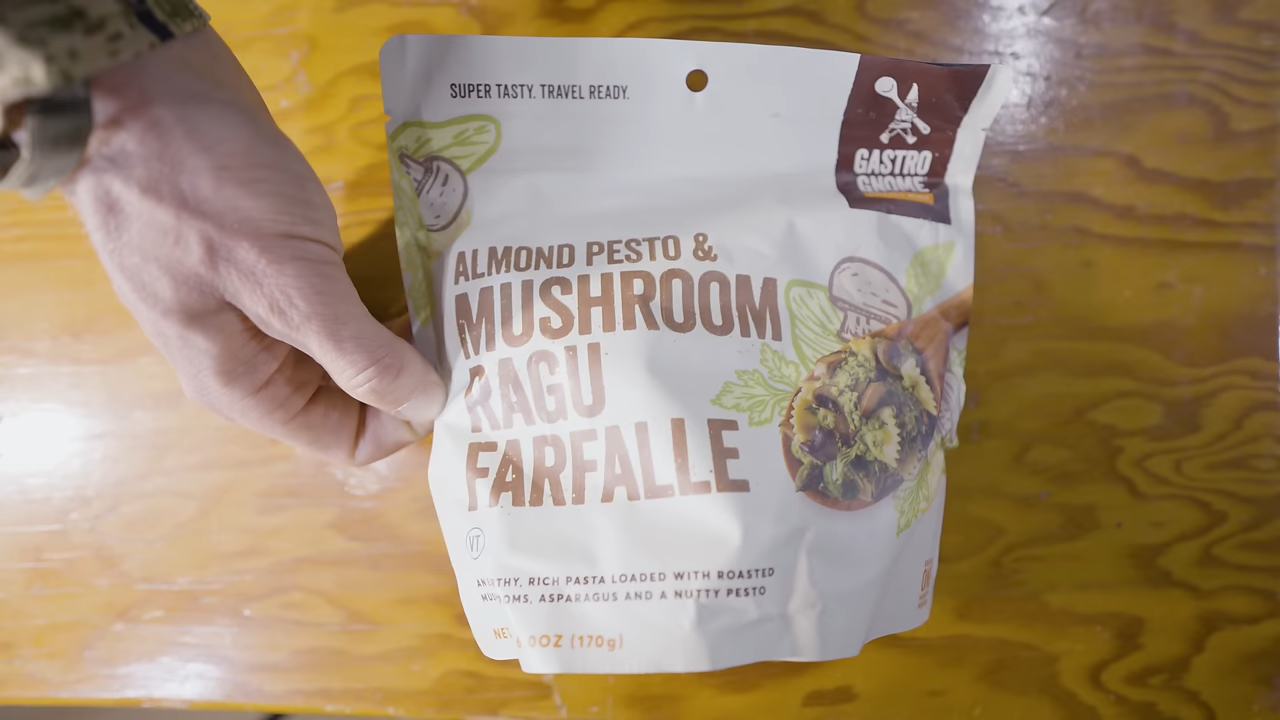 SUPER TASTY. TRAVEL READY.
GASTRO
GNOME
ALMOND PESTO &
MUSHROOM
RAGU
FARFALLE
VT
RICH PASTA LOADED WITH ROASTED
ASPARAGUS AND A NUTTY PESTO
OZ (170g)